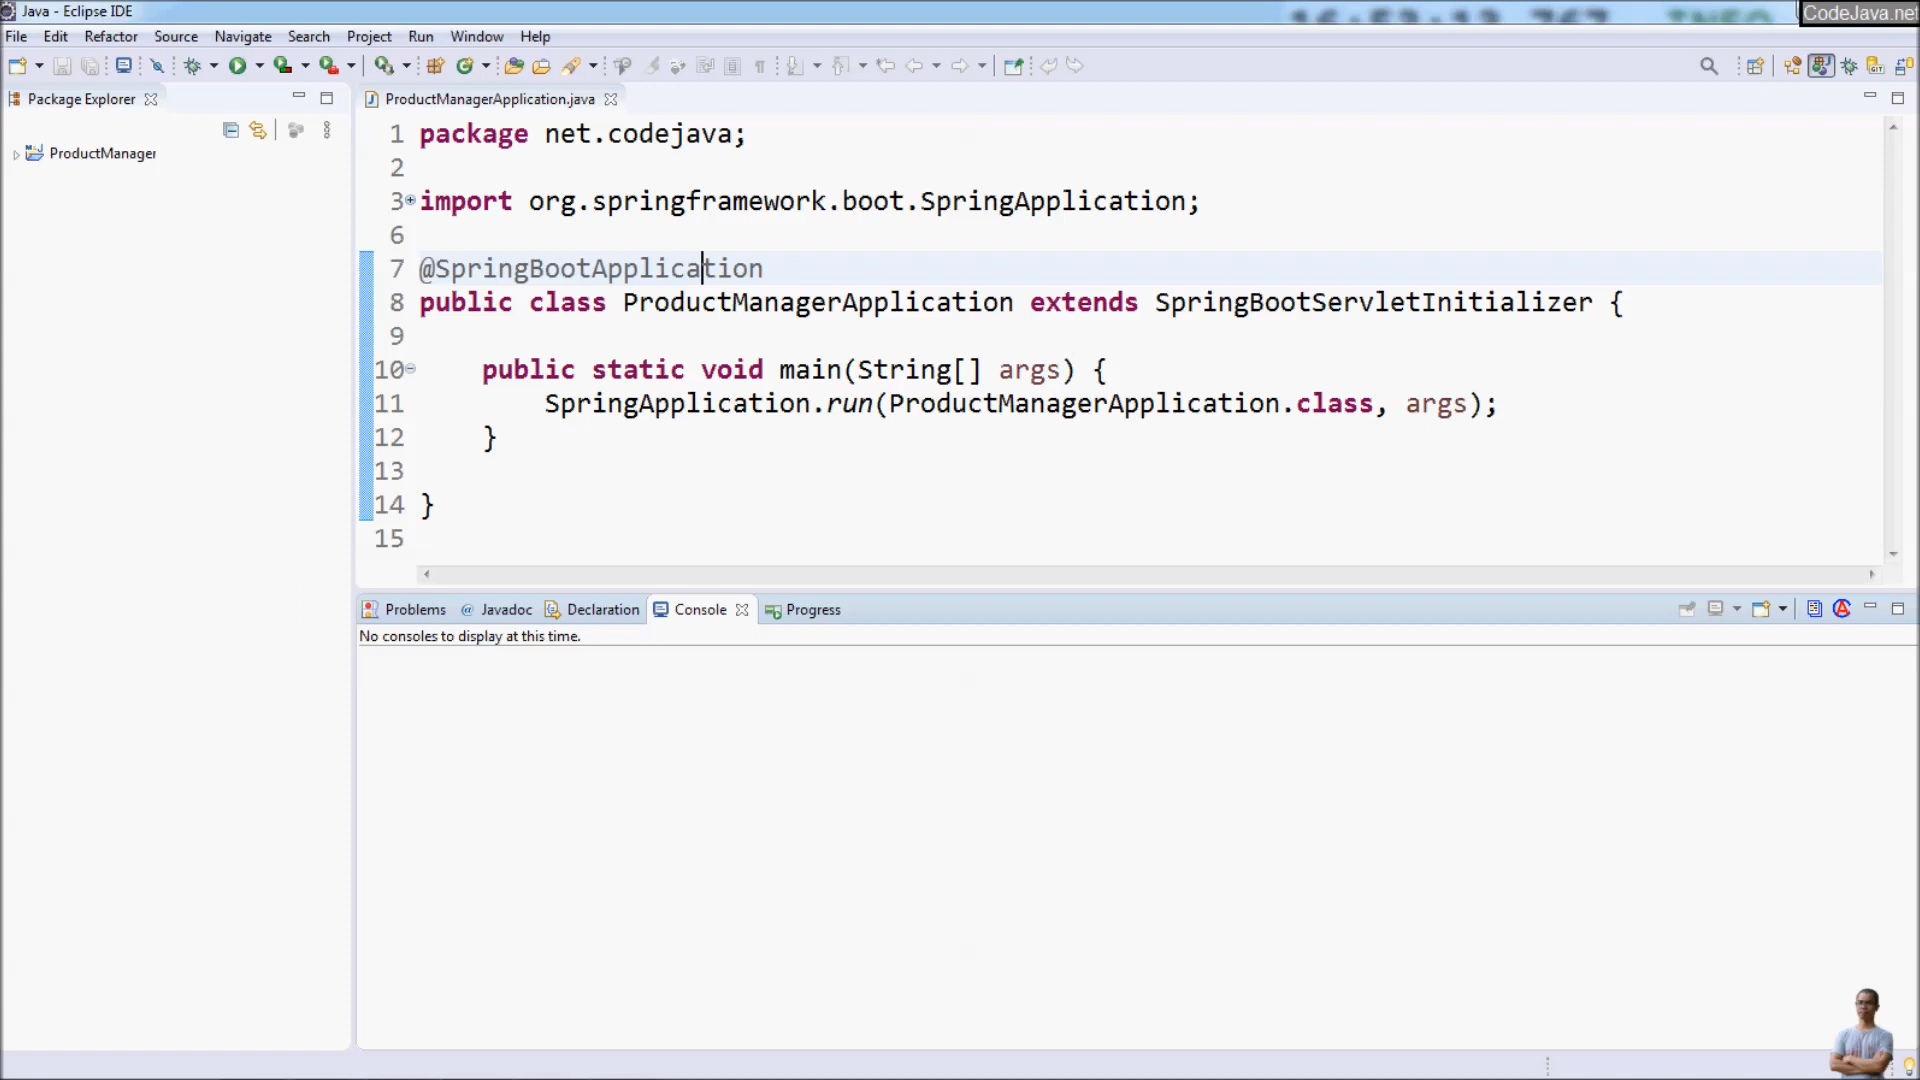 Java - Eclipse IDE
CodeJava.net
File Edit Refactor Source Navigate Search Project Run Window Help
Package Explorer
ProductManagerApplication.java
ProductManager
1 package net.codejava;
2
3 import org.springframework.boot.SpringApplication;
6
7 @SpringBootApplication
8 public class ProductManagerApplication extends SpringBootServletInitializer {
9
10 public static void main(String[] args) {
11 SpringApplication.run(ProductManagerApplication.class, args);
12 }
13
14 }
15
Problems @ Javadoc Declaration Console Progress
No consoles to display at this time.